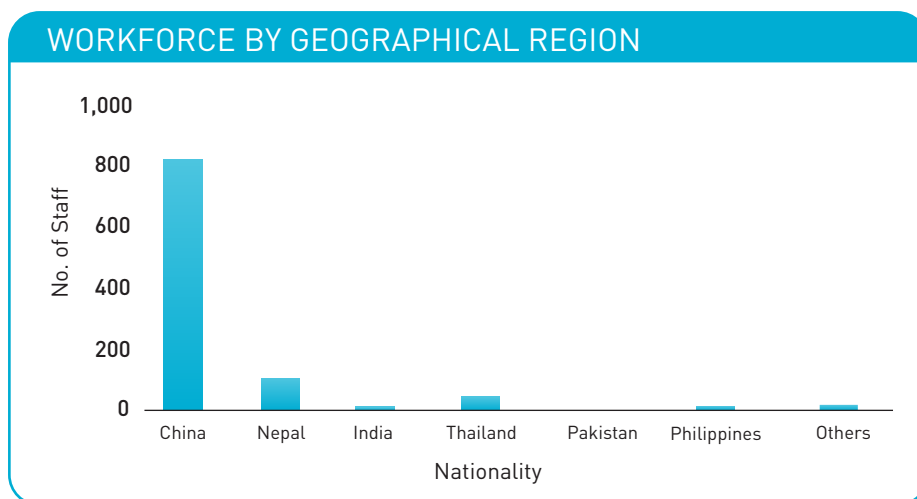 WORKFORCE BY GEOGRAPHICAL REGION
1,000
800
600
400
200
0
No. of Staff
China Nepal India Thailand Pakistan Philippines Others
Nationality